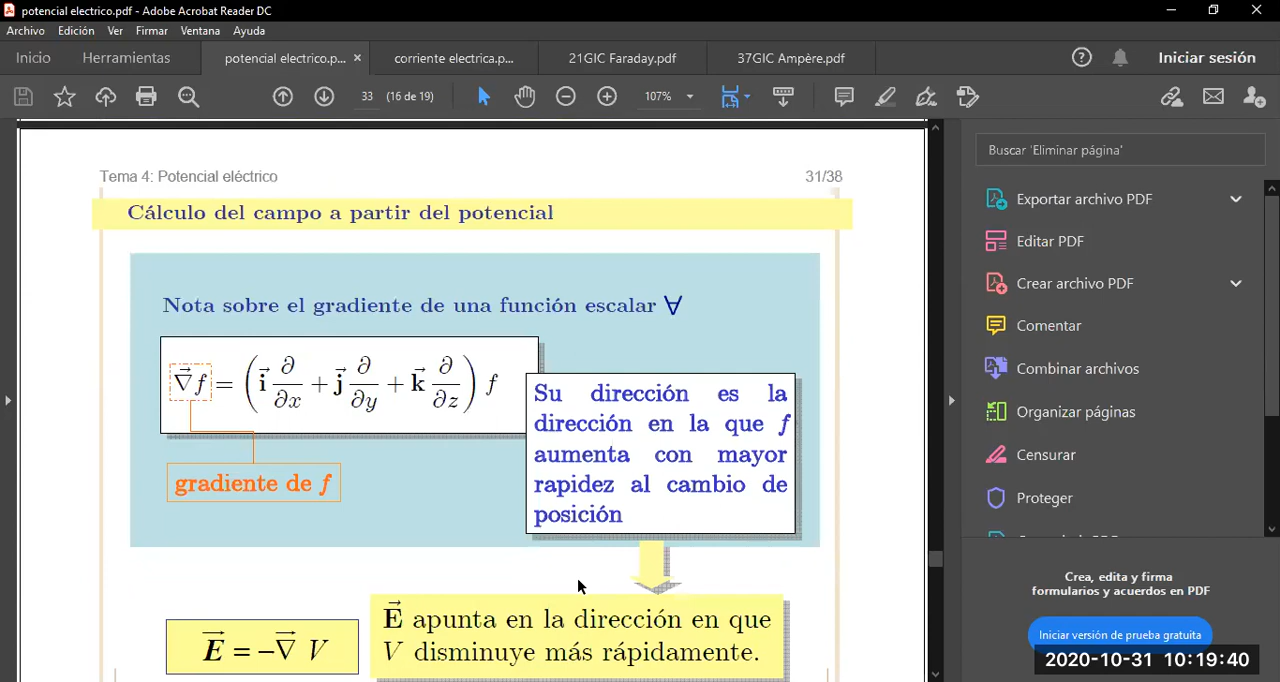 potencial electrico.pdf - Adobe Acrobat Reader DC
Archivo Edición Ver Firmar Ventana Ayuda
Inicio Herramientas potencial electrico.p... × corriente electrica.p... 21GIC Faraday.pdf 37GIC Ampère.pdf Iniciar sesión
33 (16 de 19) 107%
Buscar 'Eliminar página'
Tema 4: Potencial eléctrico 31/38
Cálculo del campo a partir del potencial
Nota sobre el gradiente de una función escalar ∀
∇⃗f = (i⃗ ∂/∂x + j⃗ ∂/∂y + k⃗ ∂/∂z) f
gradiente de f
Su dirección es la
dirección en la que f
aumenta con mayor
rapidez al cambio de
posición
E⃗ = −∇⃗ V
E⃗ apunta en la dirección en que
V disminuye más rápidamente.
Exportar archivo PDF
Editar PDF
Crear archivo PDF
Comentar
Combinar archivos
Organizar páginas
Censurar
Proteger
Crea, edita y firma
formularios y acuerdos en PDF
Iniciar versión de prueba gratuita
2020-10-31 10:19:40